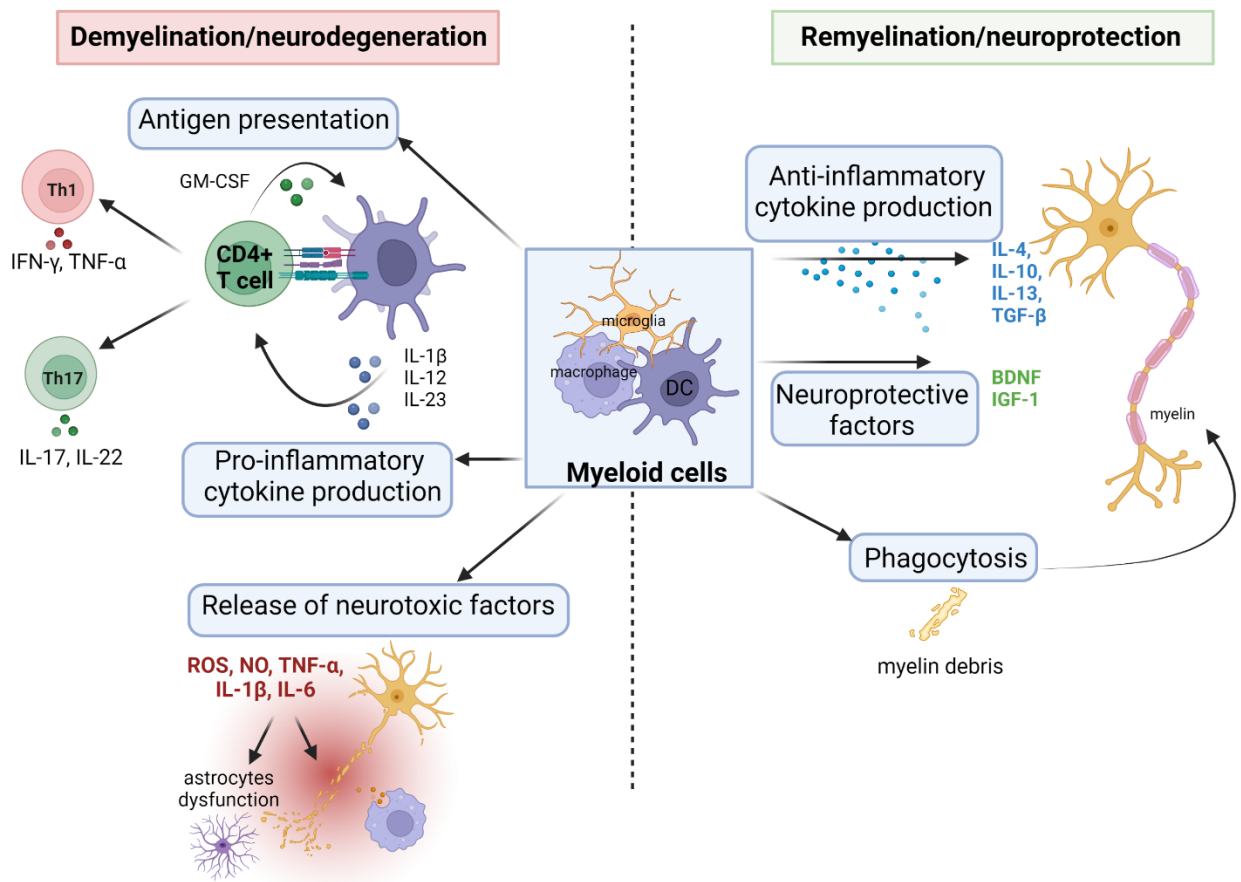 Demyelination/neurodegeneration
Remyelination/neuroprotection
Antigen presentation
GM-CSF
Th1
IFN-γ, TNF-α
CD4+
T cell
Th17
IL-17, IL-22
IL-1β
IL-12
IL-23
Pro-inflammatory
cytokine production
microglia
macrophage
DC
Myeloid cells
Anti-inflammatory
cytokine production
IL-4,
IL-10,
IL-13,
TGF-β
Neuroprotective
factors
BDNF
IGF-1
myelin
Phagocytosis
myelin debris
Release of neurotoxic factors
ROS, NO, TNF-α,
IL-1β, IL-6
astrocytes
dysfunction